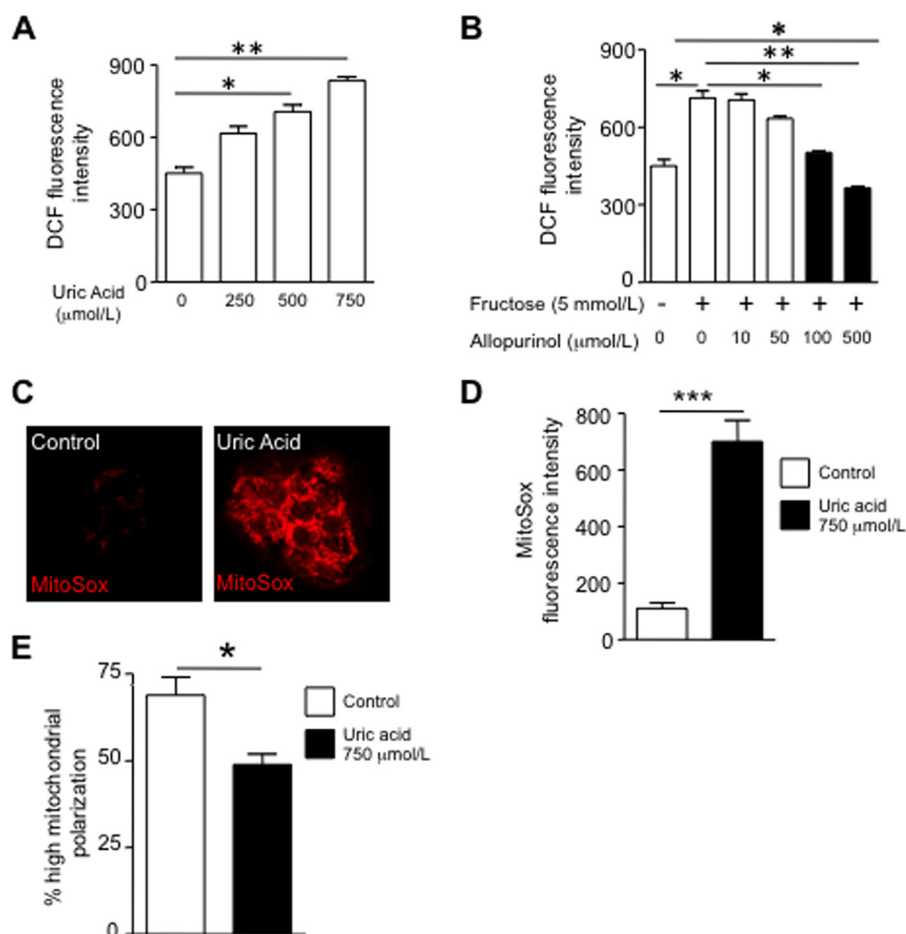 A
**
*
900
600
300
0
DCF fluorescence
intensity
Uric Acid
(μmol/L)
0 250 500 750
B
*
**
* *
900
600
300
0
DCF fluorescence
intensity
Fructose (5 mmol/L) - + + + + +
Allopurinol (μmol/L) 0 0 10 50 100 500
C
Control
MitoSox
Uric Acid
MitoSox
D
***
800
600
400
200
0
MitoSox
fluorescence intensity
Control
Uric acid
750 μmol/L
E
*
75
50
25
0
% high mitochondrial
polarization
Control
Uric acid
750 μmol/L